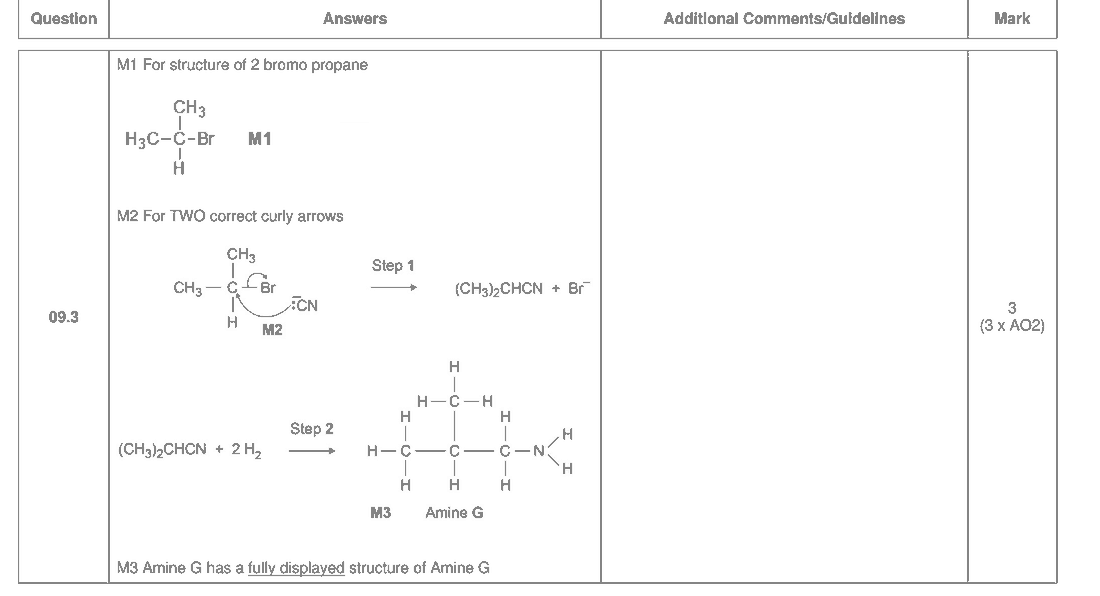 Question Answers Additional Comments/Guidelines Mark
M1 For structure of 2 bromo propane
CH3
H3C–C–Br M1
H
M2 For TWO correct curly arrows
CH3
CH3 — C — Br
:C̄N
H
M2
Step 1
(CH3)2CHCN + Br⁻
09.3
3
(3 x AO2)
H
H — C — H
H H
(CH3)2CHCN + 2 H2
Step 2
H — C — C — C — N
H
H
H H H
M3 Amine G
M3 Amine G has a fully displayed structure of Amine G